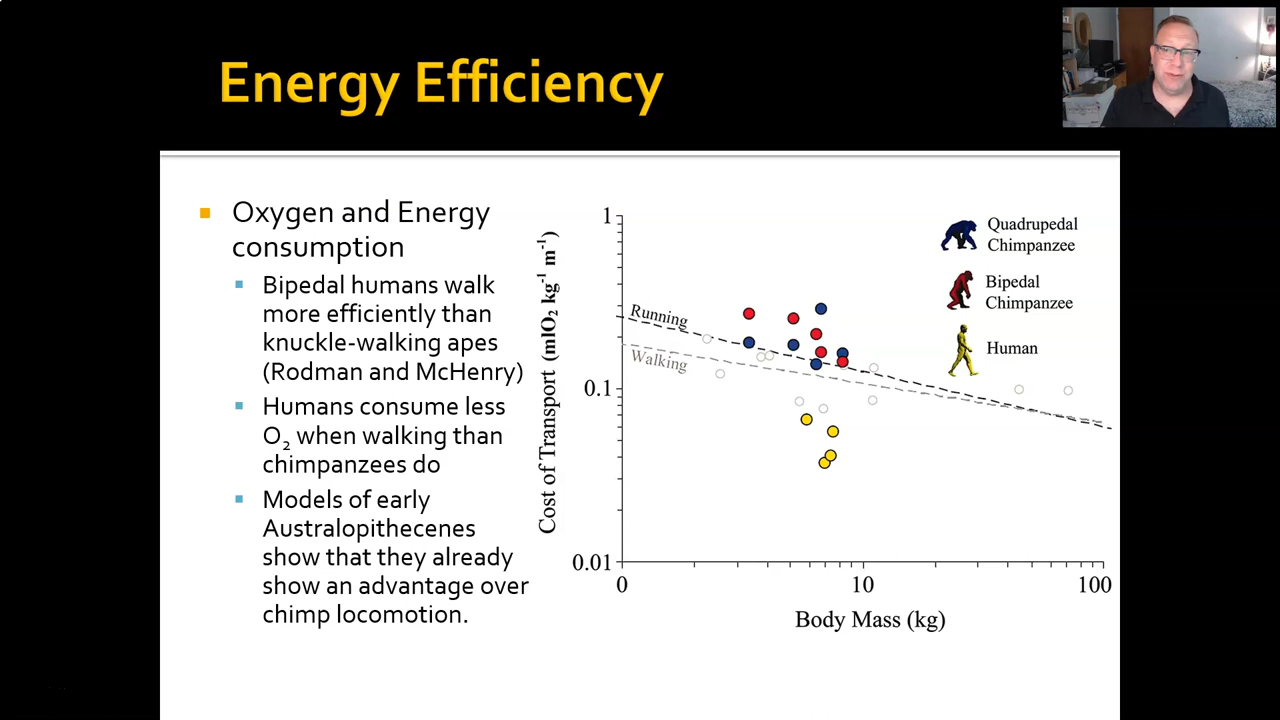 Energy Efficiency
Oxygen and Energy
consumption
Bipedal humans walk
more efficiently than
knuckle-walking apes
(Rodman and McHenry)
Humans consume less
O₂ when walking than
chimpanzees do
Models of early
Australopithecenes
show that they already
show an advantage over
chimp locomotion.
Cost of Transport (mlO₂ kg⁻¹ m⁻¹)
1
0.1
0.01
Running
Walking
Quadrupedal
Chimpanzee
Bipedal
Chimpanzee
Human
0
10
100
Body Mass (kg)